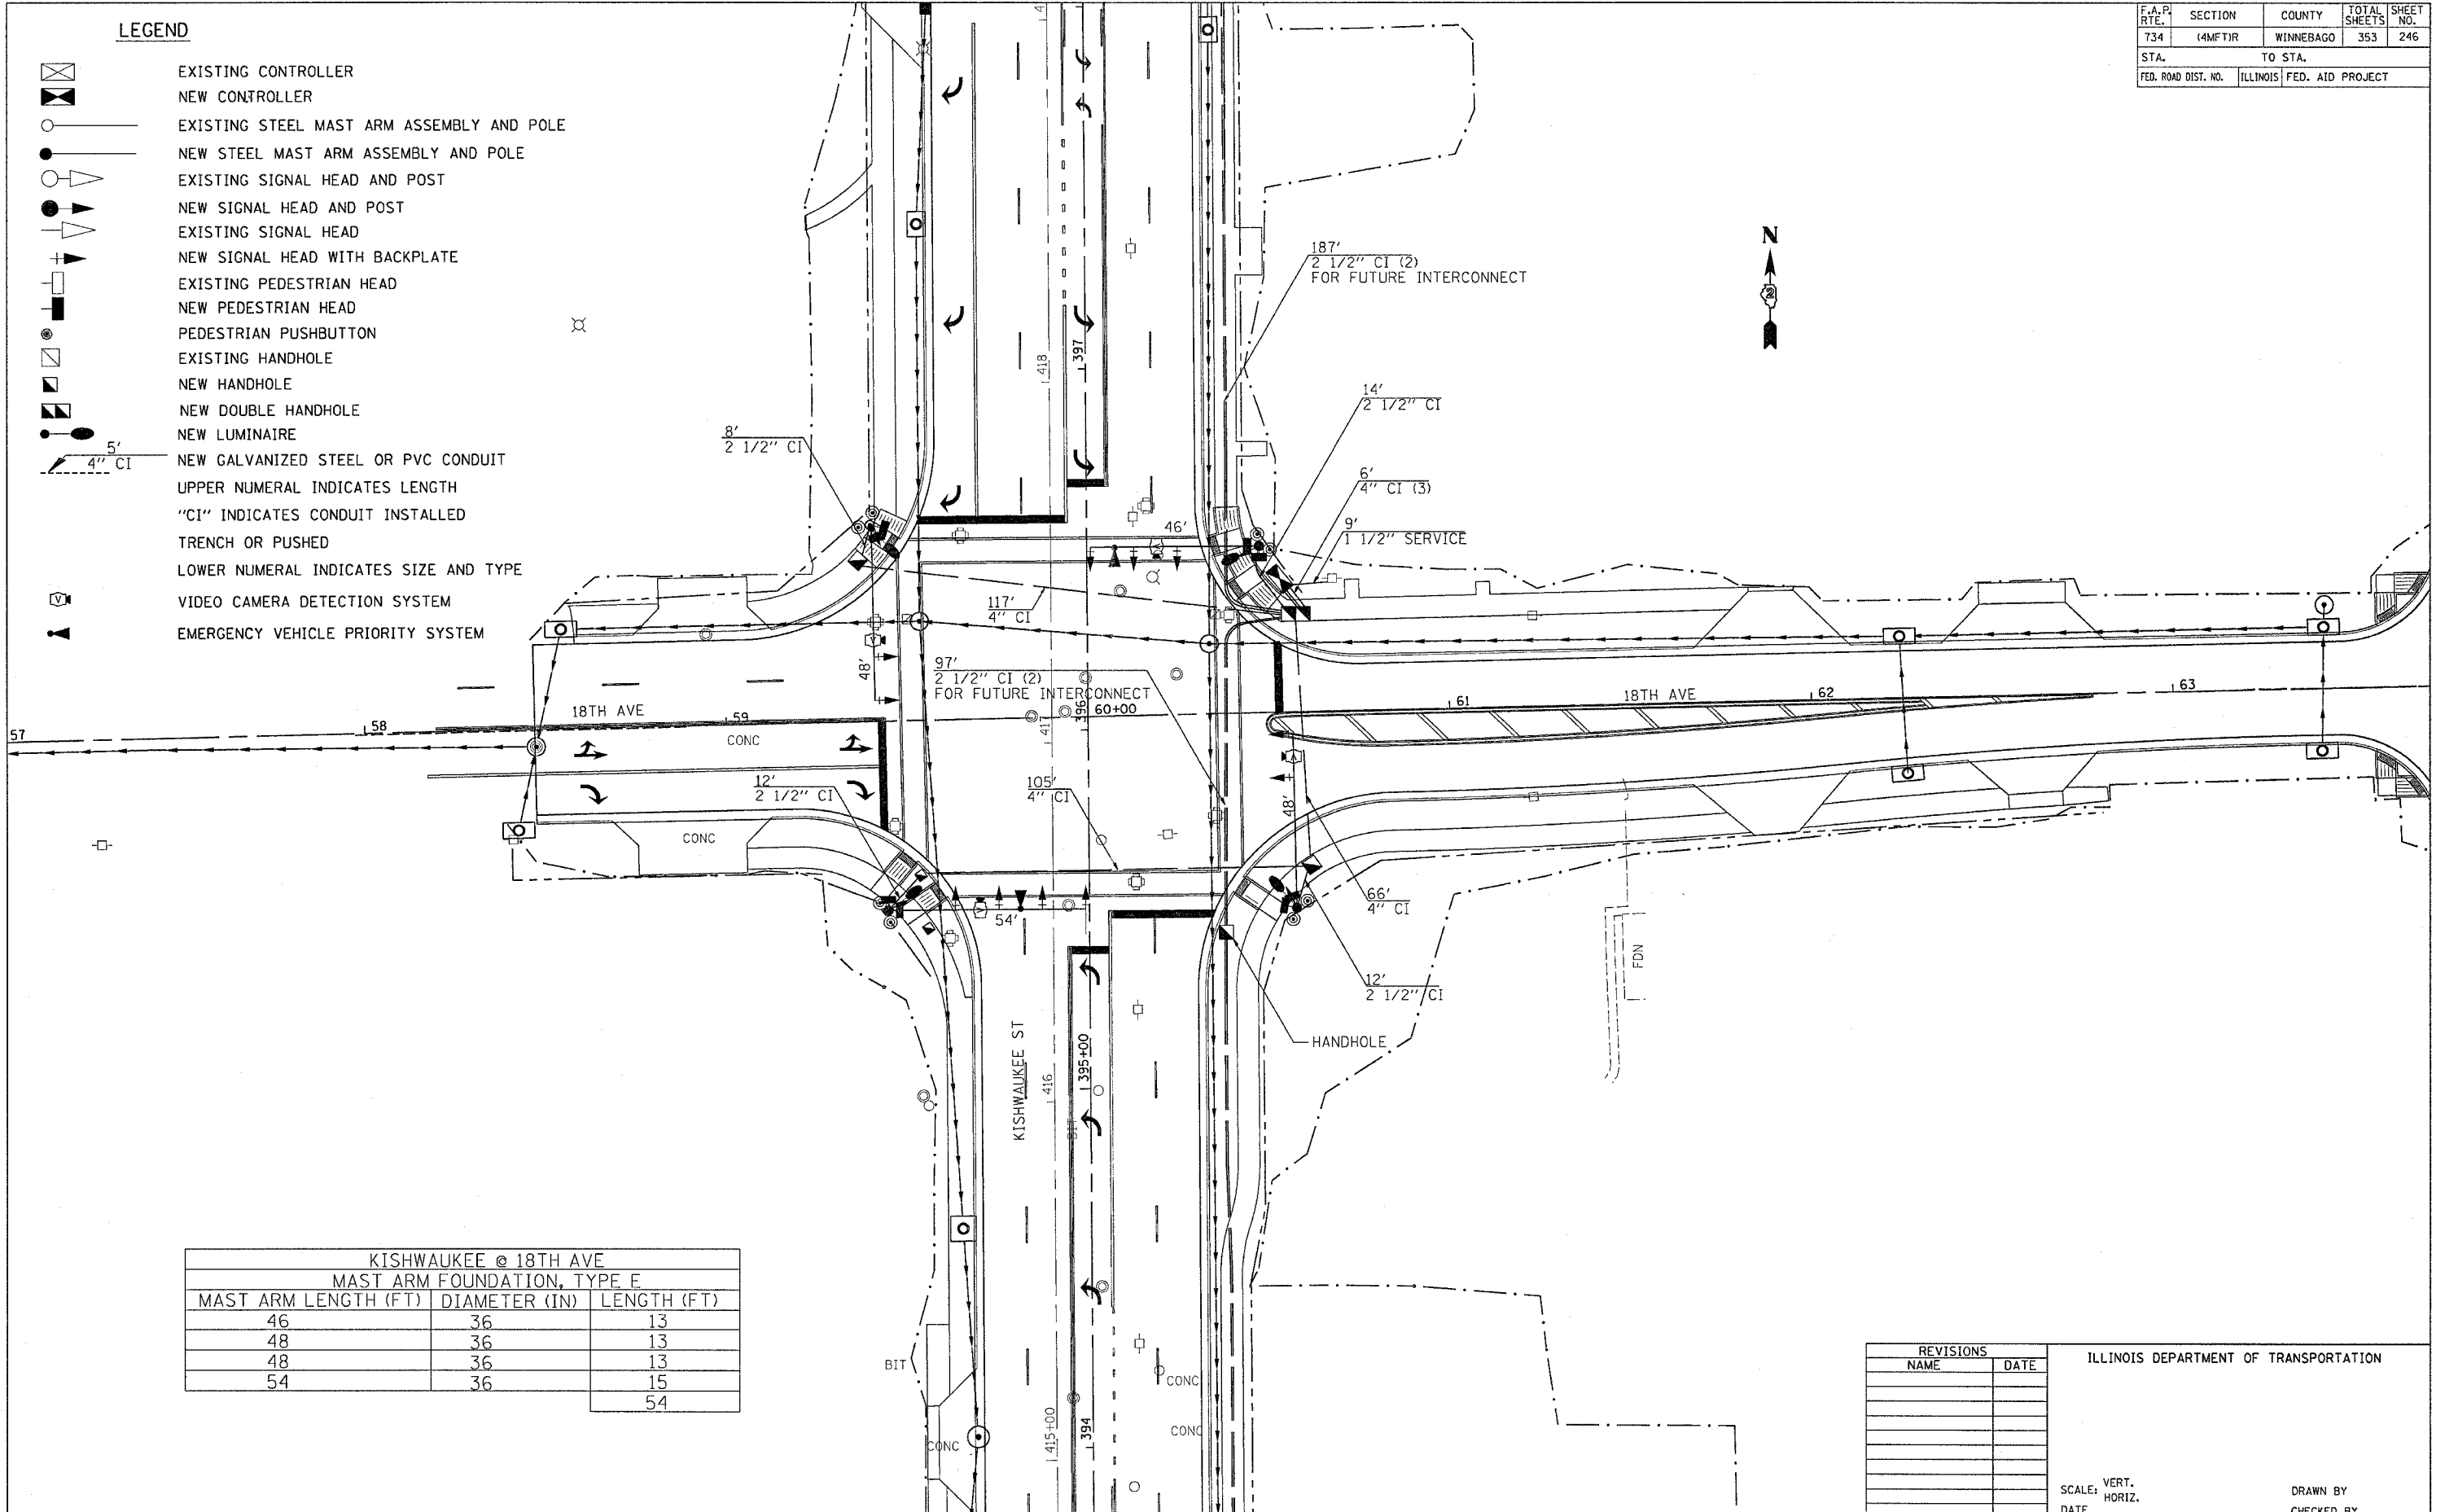 LEGEND
EXISTING CONTROLLER
NEW CONTROLLER
EXISTING STEEL MAST ARM ASSEMBLY AND POLE
NEW STEEL MAST ARM ASSEMBLY AND POLE
EXISTING SIGNAL HEAD AND POST
NEW SIGNAL HEAD AND POST
EXISTING SIGNAL HEAD
NEW SIGNAL HEAD WITH BACKPLATE
EXISTING PEDESTRIAN HEAD
NEW PEDESTRIAN HEAD
PEDESTRIAN PUSHBUTTON
EXISTING HANDHOLE
NEW HANDHOLE
NEW DOUBLE HANDHOLE
NEW LUMINAIRE
5'
4" CI
NEW GALVANIZED STEEL OR PVC CONDUIT
UPPER NUMERAL INDICATES LENGTH
"CI" INDICATES CONDUIT INSTALLED
TRENCH OR PUSHED
LOWER NUMERAL INDICATES SIZE AND TYPE
V
VIDEO CAMERA DETECTION SYSTEM
EMERGENCY VEHICLE PRIORITY SYSTEM
F.A.P. RTE. SECTION COUNTY TOTAL SHEETS SHEET NO.
734 (4MFT)R WINNEBAGO 353 246
STA. TO STA.
FED. ROAD DIST. NO. ILLINOIS FED. AID PROJECT
N
2
187'
2 1/2" CI (2)
FOR FUTURE INTERCONNECT
418
397
14'
2 1/2" CI
8'
2 1/2" CI
6'
4" CI (3)
9'
1 1/2" SERVICE
46'
V
117'
4" CI
V
48'
97'
2 1/2" CI (2)
FOR FUTURE INTERCONNECT
57
58
18TH AVE
59
417
396
60+00
61
18TH AVE
62
63
CONC
V
48'
12'
2 1/2" CI
105'
4" CI
CONC
V
54'
66'
4" CI
12'
2 1/2" CI
HANDHOLE
FDN
KISHWAUKEE ST
416
395+00
BIT
BIT
CONC
CONC
CONC
415+00
394
KISHWAUKEE @ 18TH AVE
MAST ARM FOUNDATION, TYPE E
MAST ARM LENGTH (FT) DIAMETER (IN) LENGTH (FT)
46 36 13
48 36 13
48 36 13
54 36 15
54
REVISIONS
NAME DATE
ILLINOIS DEPARTMENT OF TRANSPORTATION
SCALE: VERT.
HORIZ.
DRAWN BY
DATE
CHECKED BY